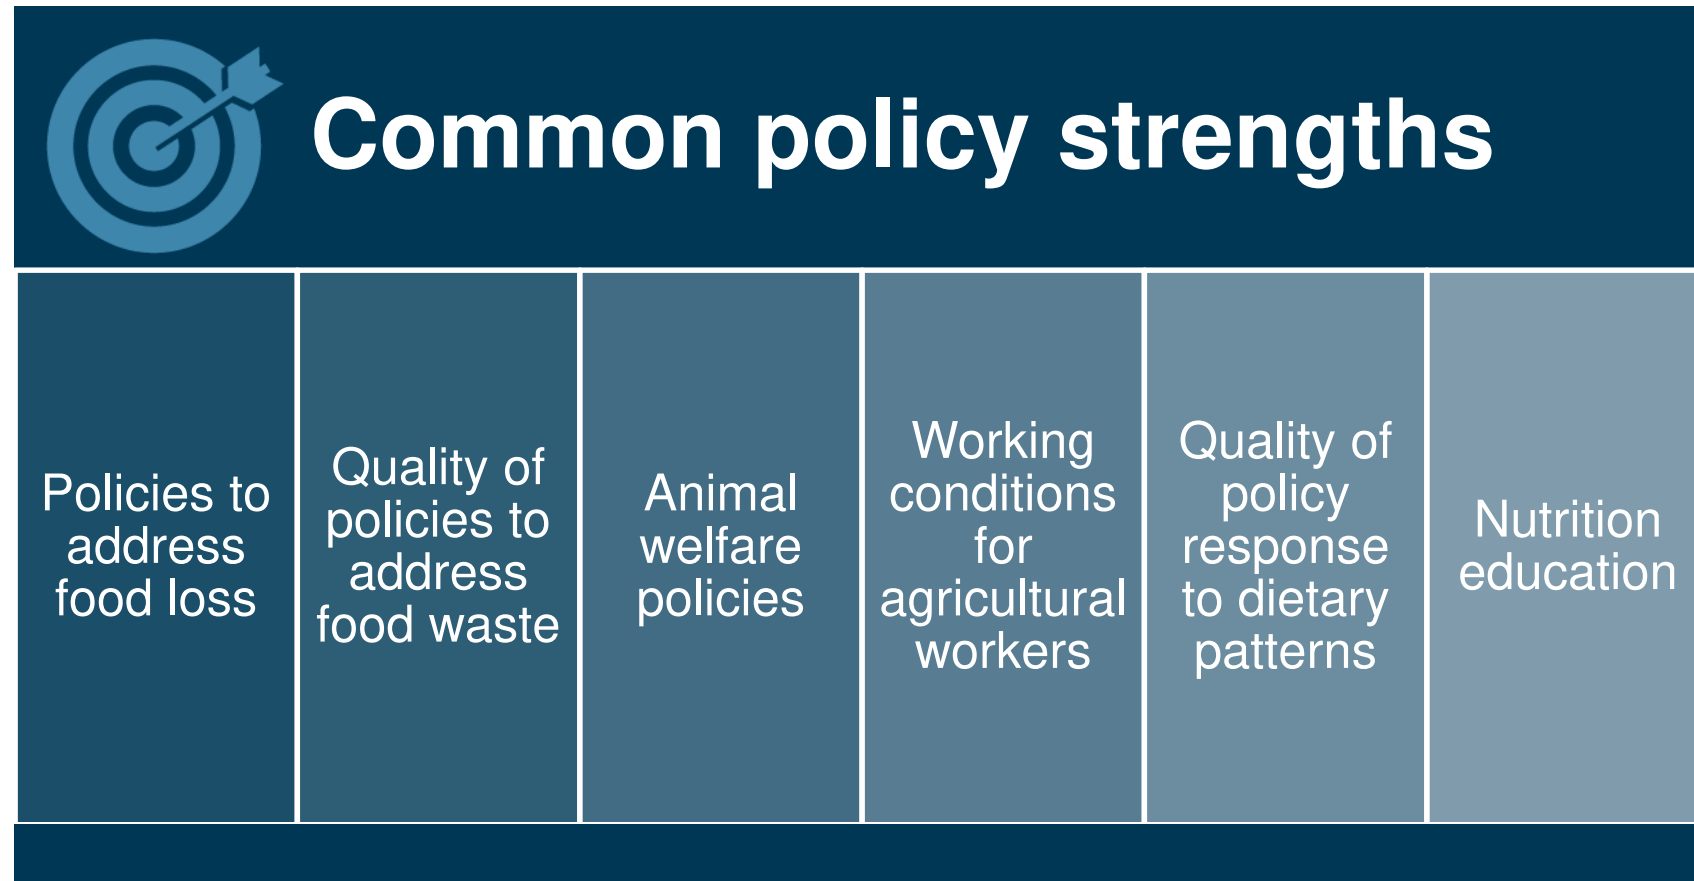 Common policy strengths
Policies to
address
food loss
Quality of
policies to
address
food waste
Animal
welfare
policies
Working
conditions
for
agricultural
workers
Quality of
policy
response
to dietary
patterns
Nutrition
education